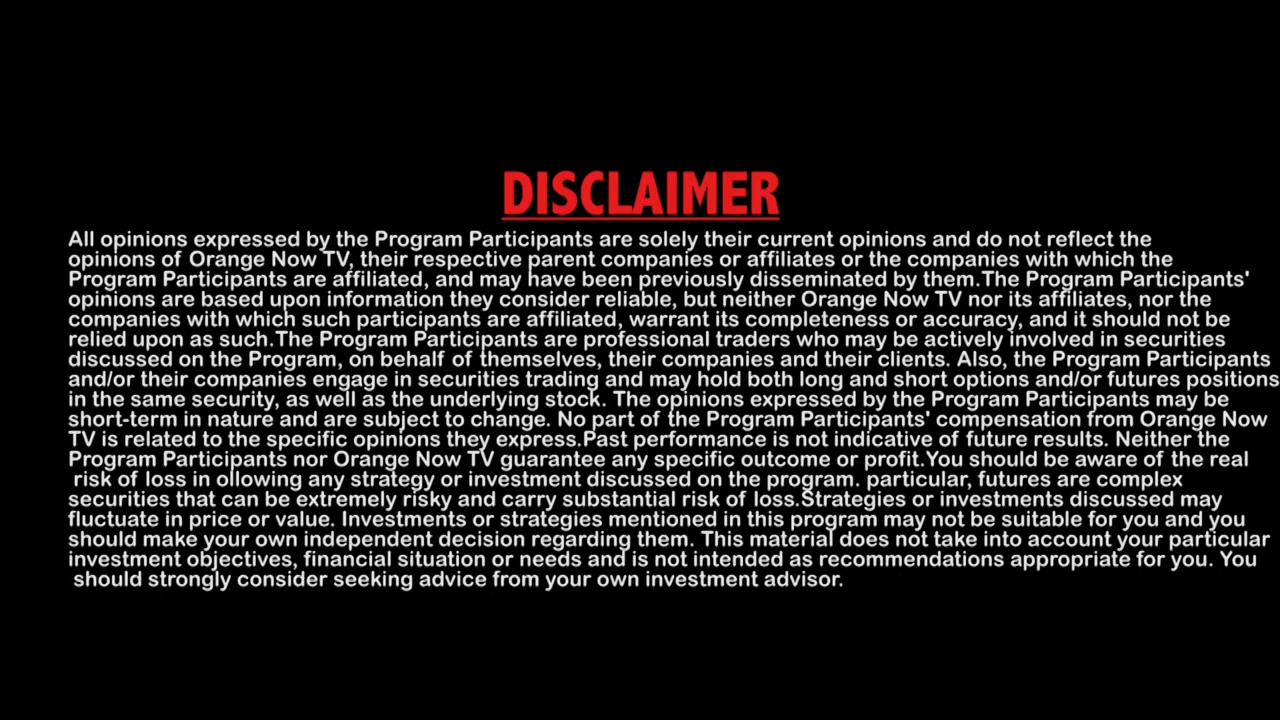 DISCLAIMER
All opinions expressed by the Program Participants are solely their current opinions and do not reflect the
opinions of Orange Now TV, their respective parent companies or affiliates or the companies with which the
Program Participants are affiliated, and may have been previously disseminated by them.The Program Participants'
opinions are based upon information they consider reliable, but neither Orange Now TV nor its affiliates, nor the
companies with which such participants are affiliated, warrant its completeness or accuracy, and it should not be
relied upon as such.The Program Participants are professional traders who may be actively involved in securities
discussed on the Program, on behalf of themselves, their companies and their clients. Also, the Program Participants
and/or their companies engage in securities trading and may hold both long and short options and/or futures positions
in the same security, as well as the underlying stock. The opinions expressed by the Program Participants may be
short-term in nature and are subject to change. No part of the Program Participants' compensation from Orange Now
TV is related to the specific opinions they express.Past performance is not indicative of future results. Neither the
Program Participants nor Orange Now TV guarantee any specific outcome or profit.You should be aware of the real
risk of loss in ollowing any strategy or investment discussed on the program. particular, futures are complex
securities that can be extremely risky and carry substantial risk of loss.Strategies or investments discussed may
fluctuate in price or value. Investments or strategies mentioned in this program may not be suitable for you and you
should make your own independent decision regarding them. This material does not take into account your particular
investment objectives, financial situation or needs and is not intended as recommendations appropriate for you. You
should strongly consider seeking advice from your own investment advisor.